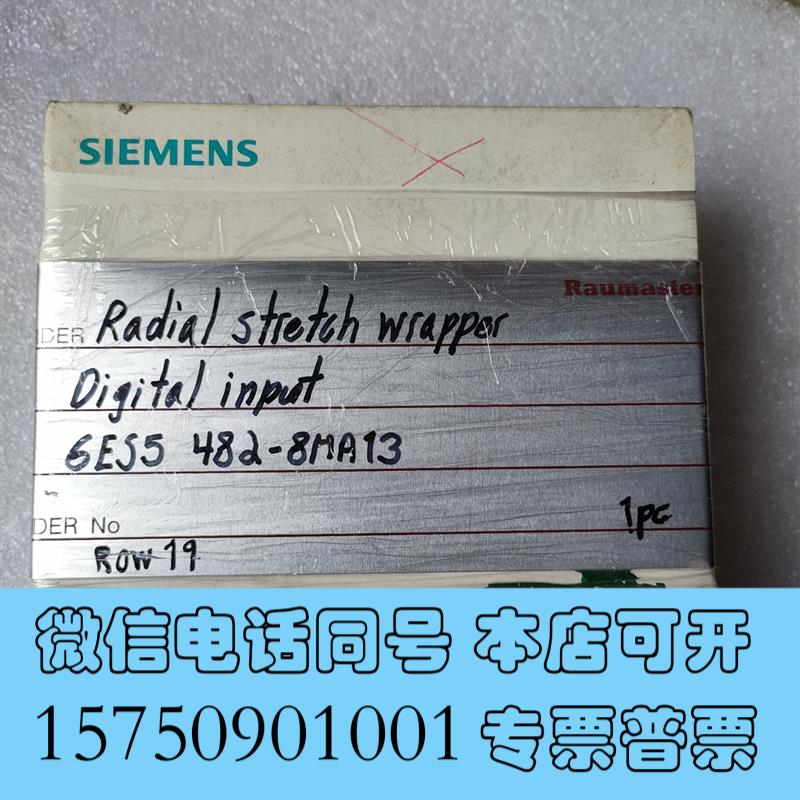 SIEMENS
Raumaster
DER Radial stretch wrapper
Digital input
6ES5 482-8MA13
DER No
1pc
Row 19
微信电话同号 本店可开
15750901001 专票普票